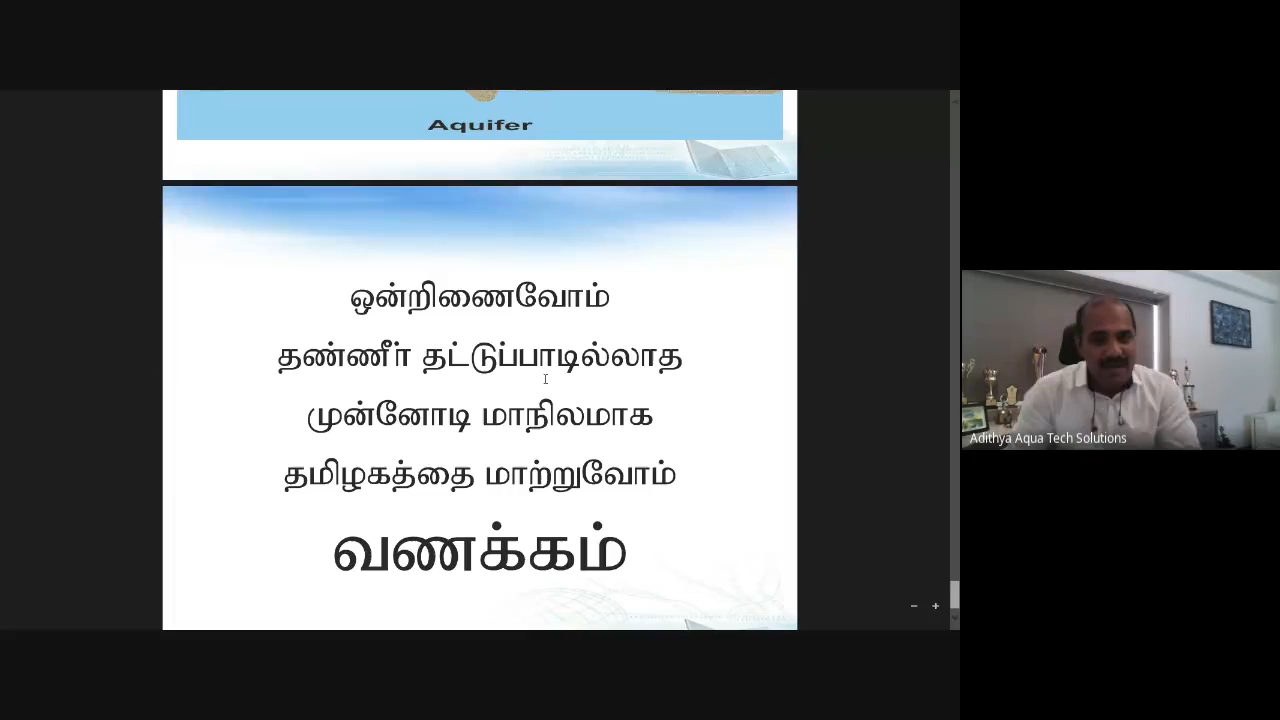 Aquifer
ஒன்றிணைவோம்
தண்ணீர் தட்டுப்பாடில்லாத
முன்னோடி மாநிலமாக
தமிழகத்தை மாற்றுவோம்
வணக்கம்
Adithya Aqua Tech Solutions